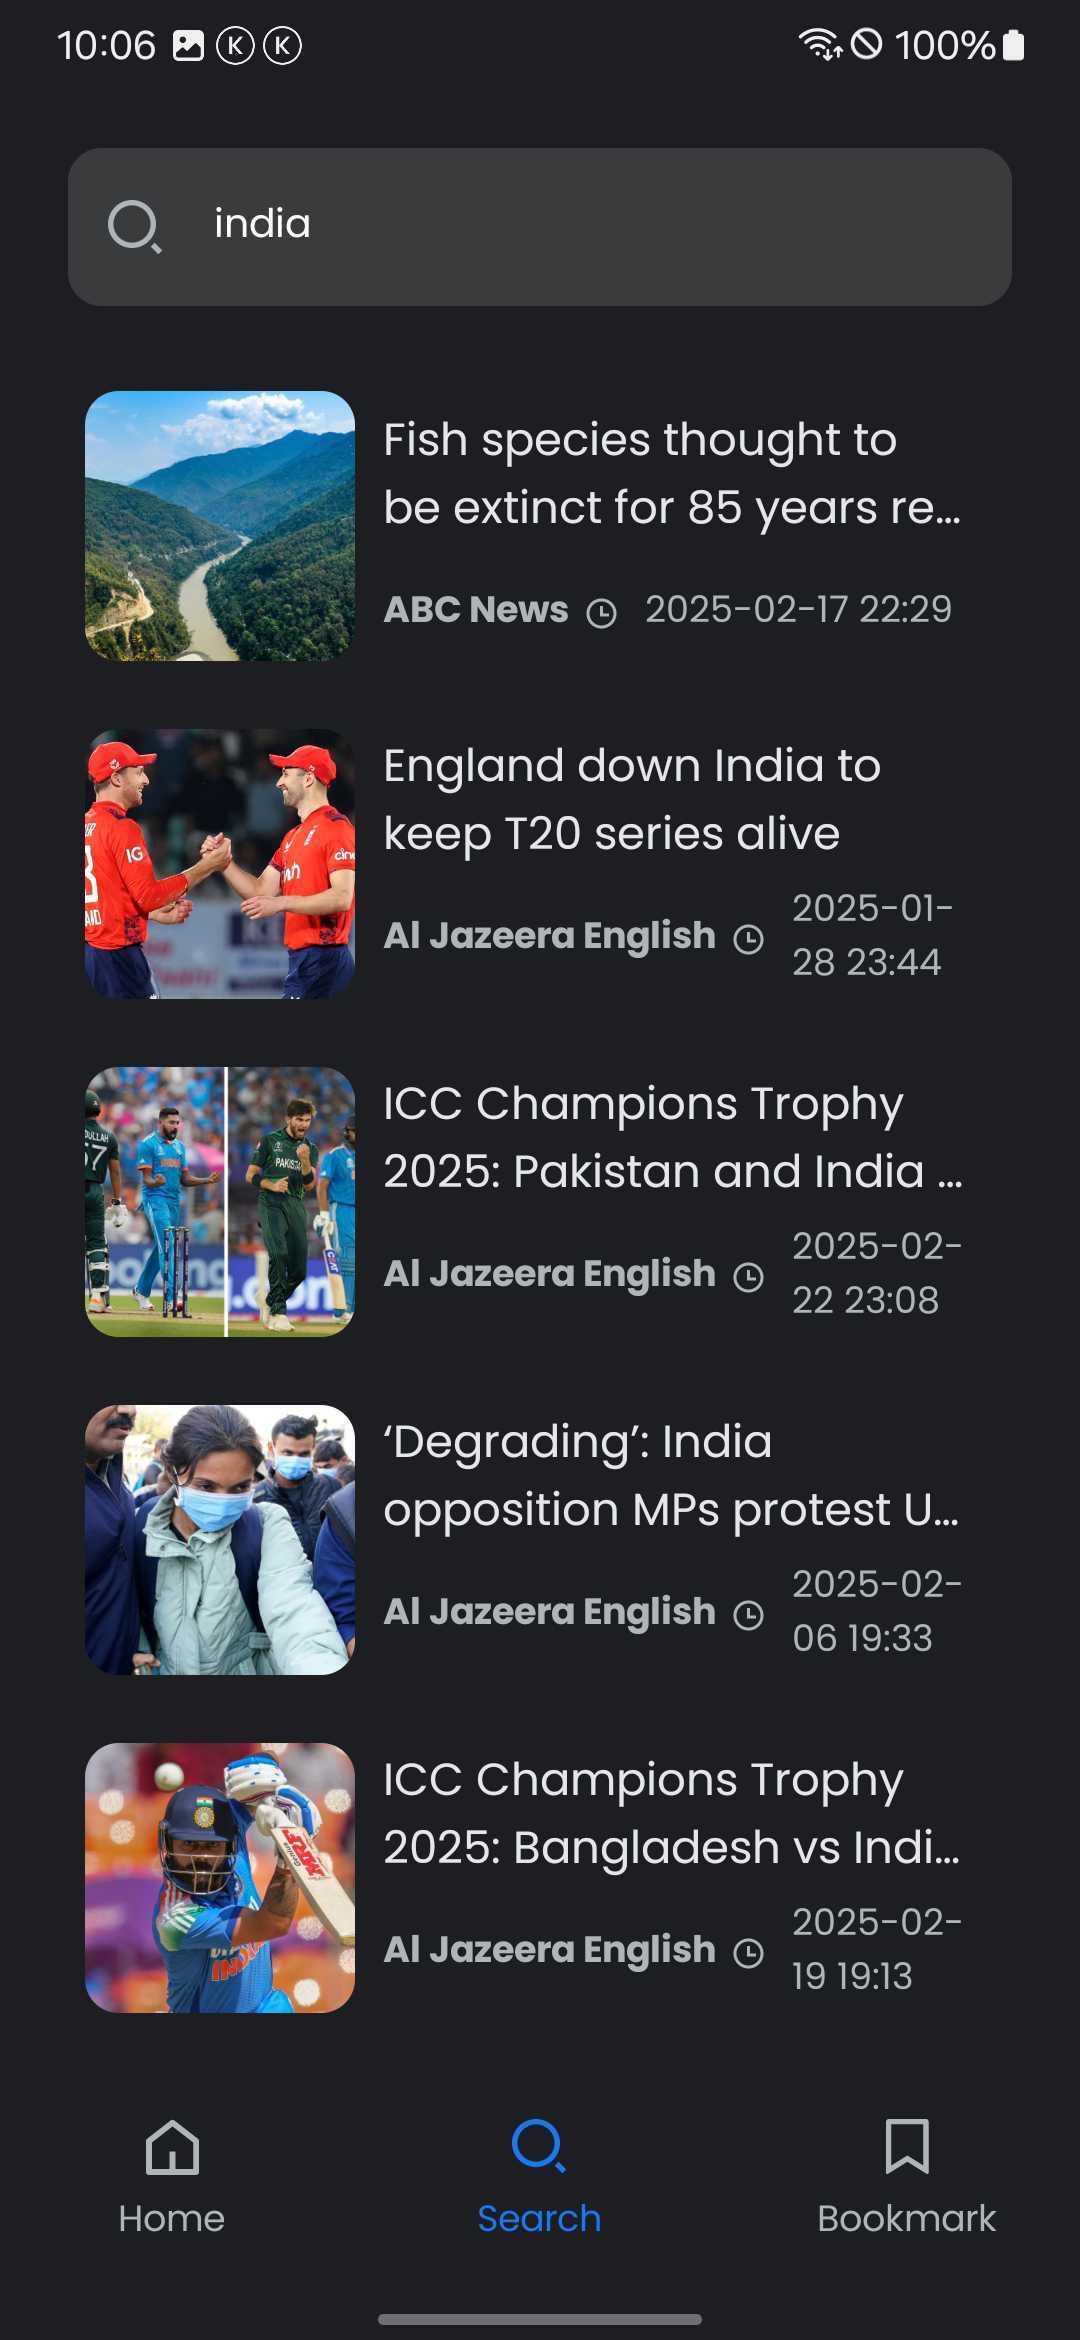 10:06 K K 100%
india
Fish species thought to
be extinct for 85 years re...
ABC News 2025-02-17 22:29
England down India to
keep T20 series alive
Al Jazeera English 2025-01-
28 23:44
IG
ICC Champions Trophy
2025: Pakistan and India ...
Al Jazeera English 2025-02-
22 23:08
PAKISTAN
‘Degrading’: India
opposition MPs protest U...
Al Jazeera English 2025-02-
06 19:33
ICC Champions Trophy
2025: Bangladesh vs Indi...
Al Jazeera English 2025-02-
19 19:13
MRF
Home Search Bookmark